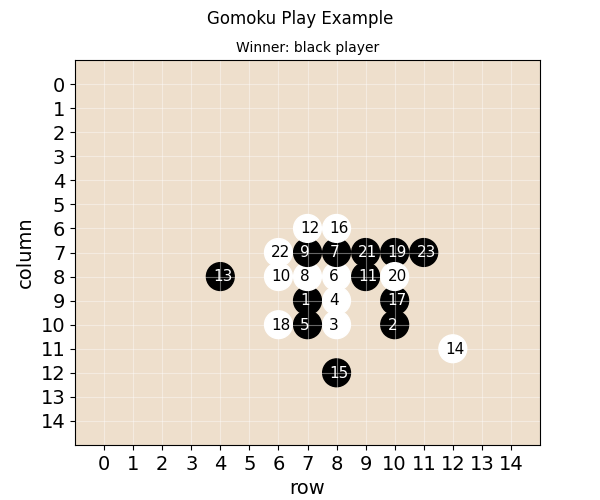 Gomoku Play Example
Winner: black player
0
1
2
3
4
5
6 12 16
7 22 9 7 21 19 23
column
8 13 10 8 6 11 20
9 1 4 17
10 18 5 3 2
11 14
12 15
13
14
0 1 2 3 4 5 6 7 8 9 10 11 12 13 14
row